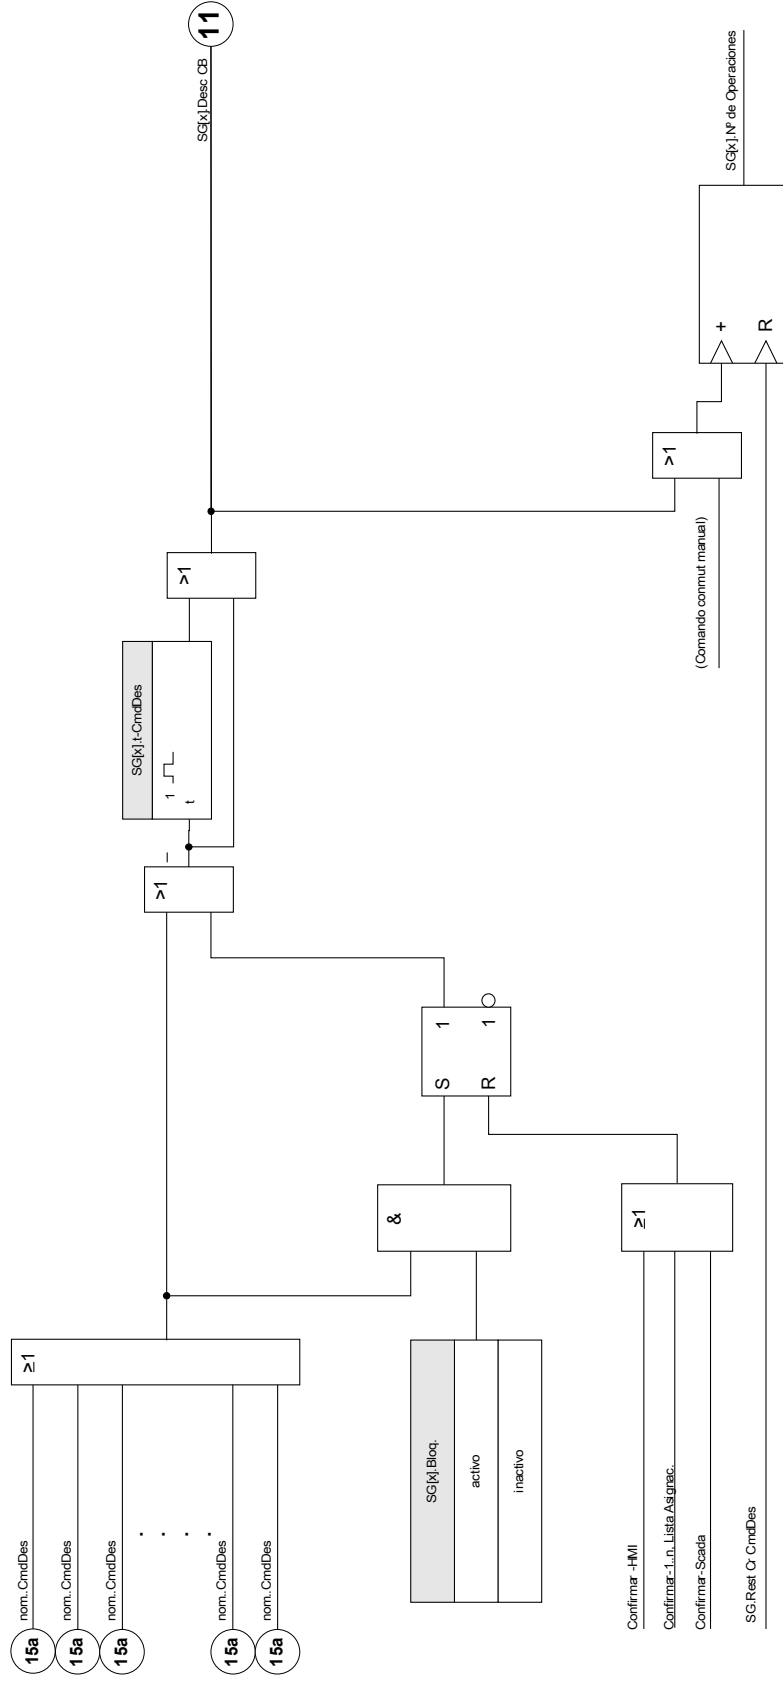 15a
nom..CmdDes
15a
nom..CmdDes
15a
nom..CmdDes
.
.
.
.
15a
nom..CmdDes
15a
nom..CmdDes
≥1
SG[x].Bloq.
activo
inactivo
&
Confirmar -HMI
Confirmar-1..n, Lista Asignac.
Confirmar-Scada
≥1
S 1
R 1
>1
SG[x].t-CmdDes
1
t
>1
SG[x].Desc CB
11
(Comando conmut manual)
>1
SG.Rest Cr CmdDes
+
R
SG[x].Nº de Operaciones